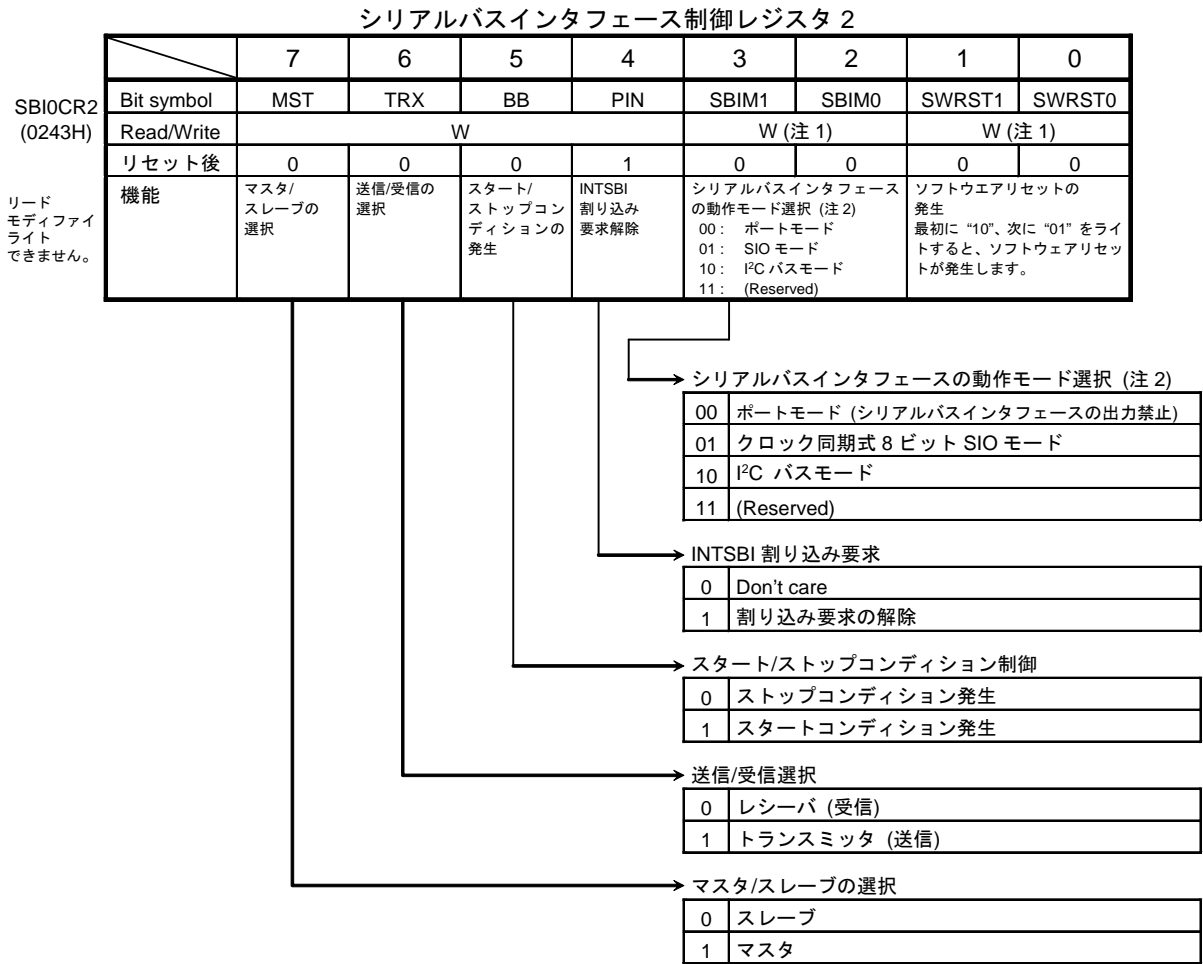 シリアルバスインタフェース制御レジスタ 2
7 6 5 4 3 2 1 0
SBI0CR2
(0243H)
Bit symbol MST TRX BB PIN SBIM1 SBIM0 SWRST1 SWRST0
Read/Write W W (注 1) W (注 1)
リセット後 0 0 0 1 0 0 0 0
リード
モディファイ
ライト
できません。
機能
マスタ/
スレーブの
選択
送信/受信の
選択
スタート/
ストップコン
ディションの
発生
INTSBI
割り込み
要求解除
シリアルバスインタフェース
の動作モード選択 (注 2)
00 : ポートモード
01 : SIO モード
10 : I²C バスモード
11 : (Reserved)
ソフトウエアリセットの
発生
最初に “10”、次に “01” をライ
トすると、ソフトウェアリセッ
トが発生します。
シリアルバスインタフェースの動作モード選択 (注 2)
00 ポートモード (シリアルバスインタフェースの出力禁止)
01 クロック同期式 8 ビット SIO モード
10 I²C バスモード
11 (Reserved)
INTSBI 割り込み要求
0 Don't care
1 割り込み要求の解除
スタート/ストップコンディション制御
0 ストップコンディション発生
1 スタートコンディション発生
送信/受信選択
0 レシーバ (受信)
1 トランスミッタ (送信)
マスタ/スレーブの選択
0 スレーブ
1 マスタ